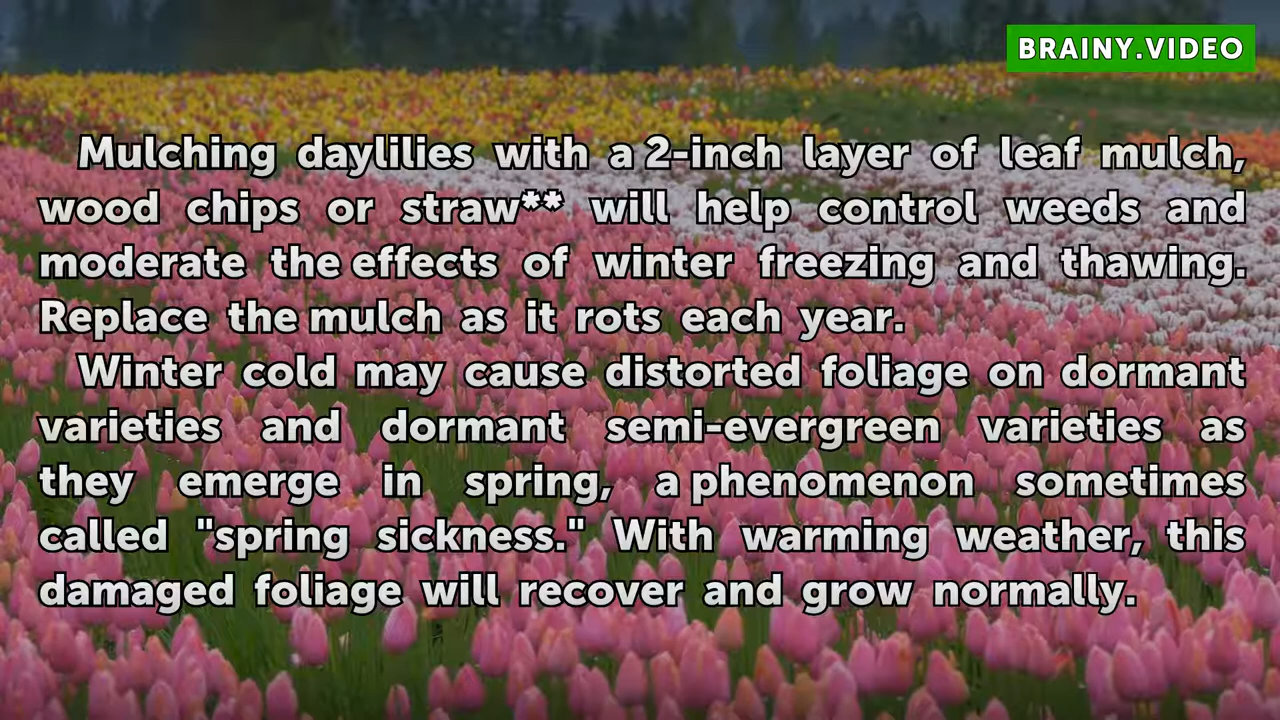 BRAINY.VIDEO
Mulching daylilies with a 2-inch layer of leaf mulch,
wood chips or straw** will help control weeds and
moderate the effects of winter freezing and thawing.
Replace the mulch as it rots each year.
Winter cold may cause distorted foliage on dormant
varieties and dormant semi-evergreen varieties as
they emerge in spring, a phenomenon sometimes
called "spring sickness." With warming weather, this
damaged foliage will recover and grow normally.